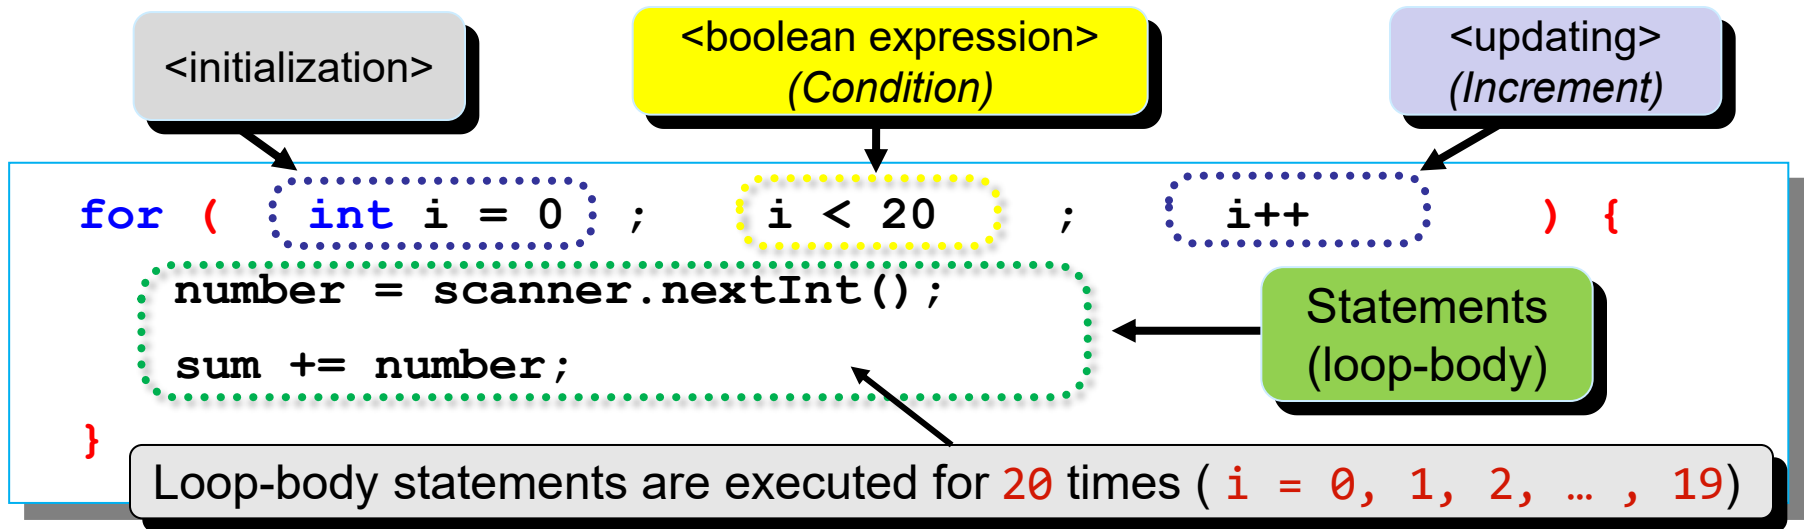 <initialization>
<boolean expression>
(Condition)
<updating>
(Increment)
for ( int i = 0 ; i < 20 ; i++ ) {
number = scanner.nextInt();
sum += number;
Statements
(loop-body)
}
Loop-body statements are executed for 20 times ( i = 0, 1, 2, … , 19)